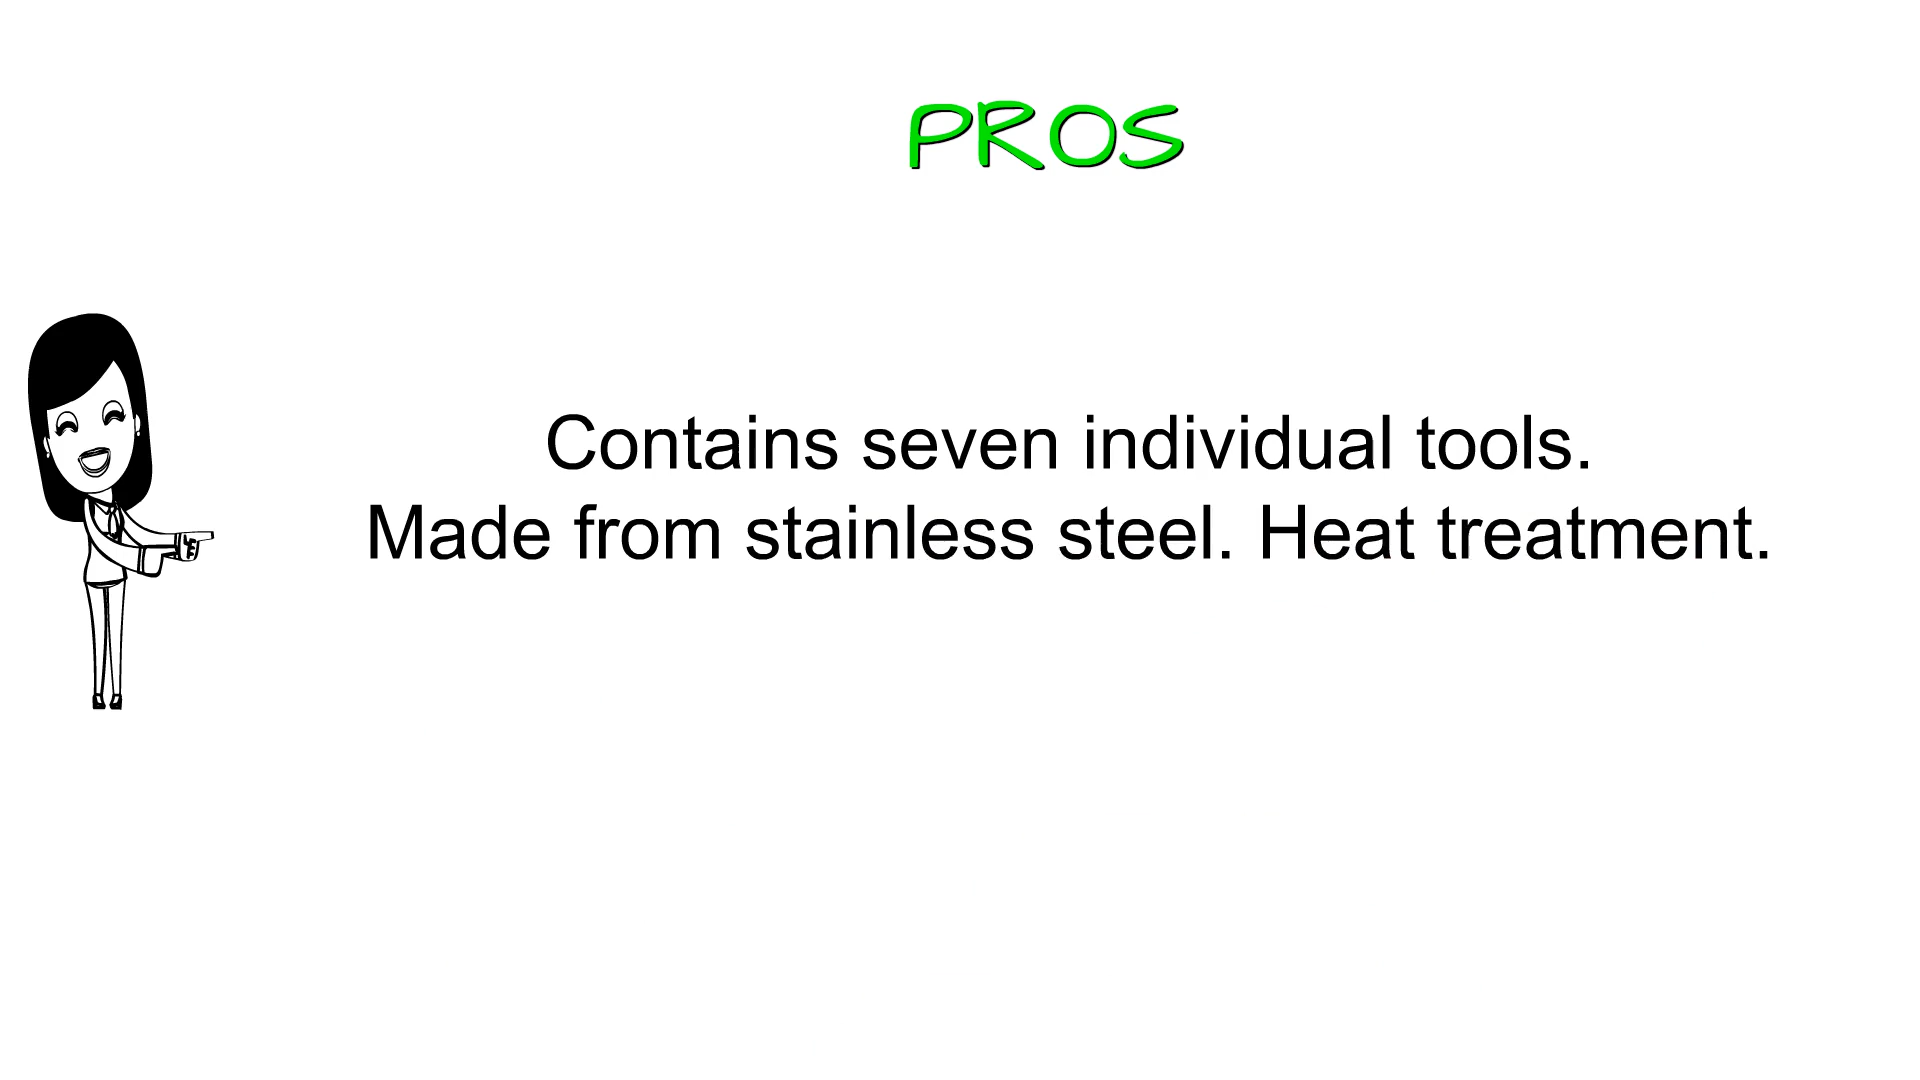 PROS
Contains seven individual tools.
Made from stainless steel. Heat treatment.